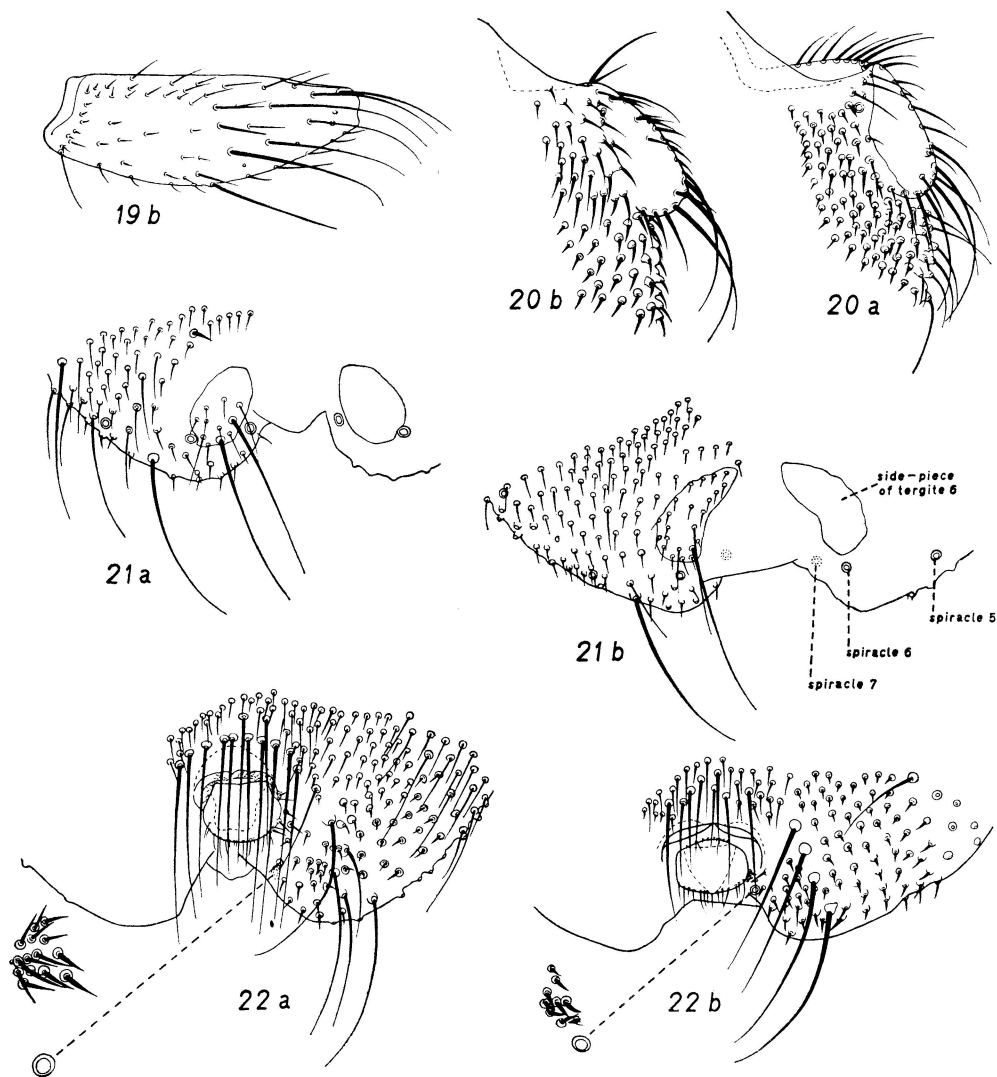 19 b
20 b
20 a
21 a
side-piece
of tergite 6
21 b
spiracle 5
spiracle 6
spiracle 7
22 a
22 b